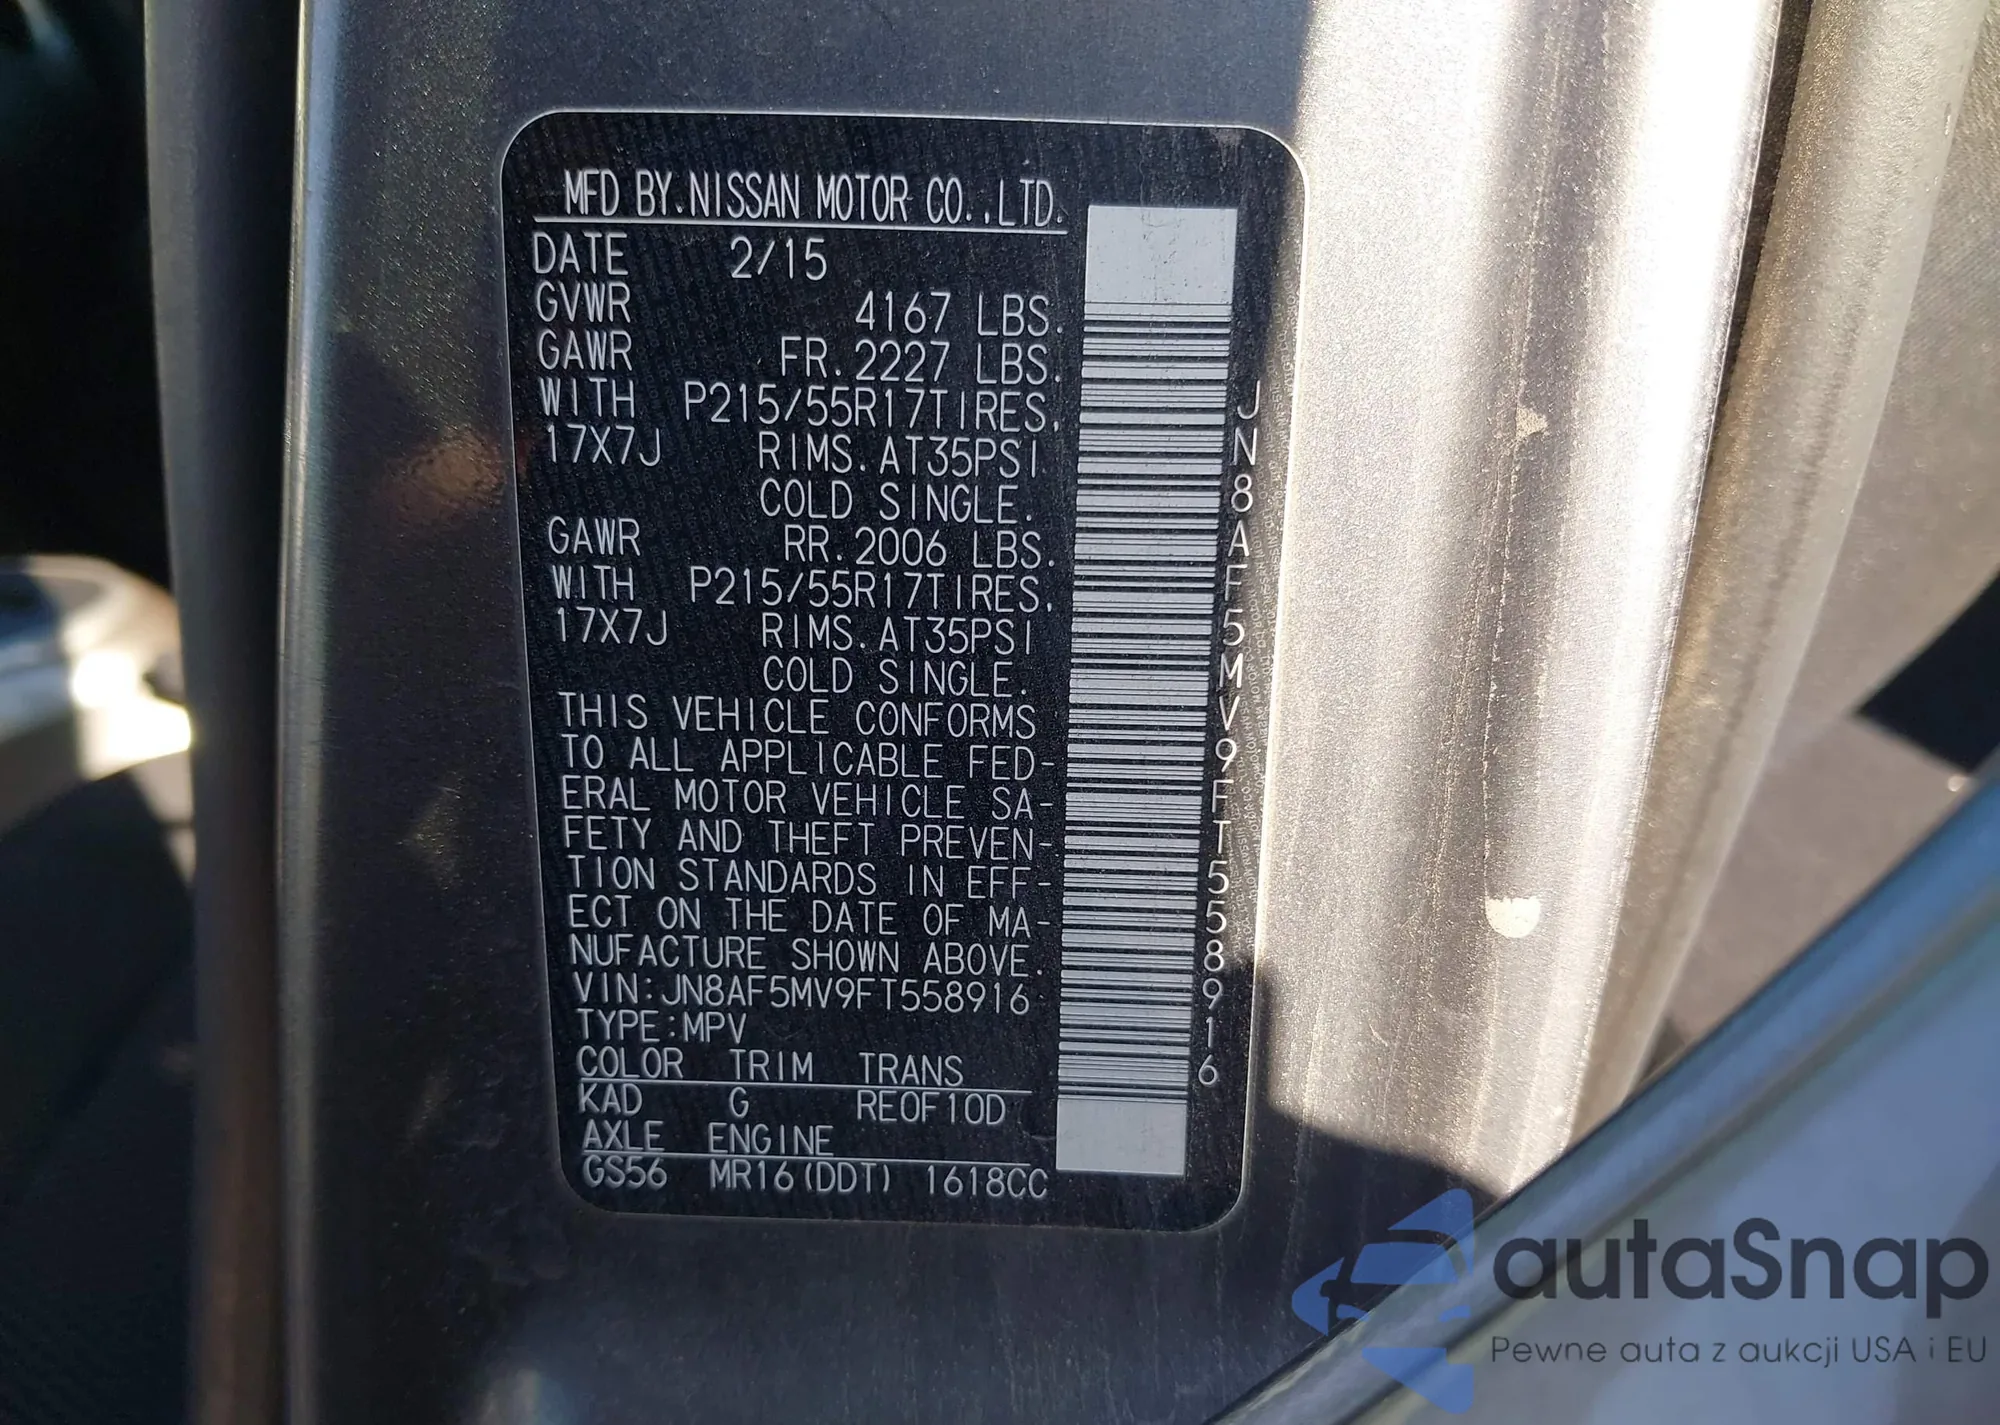 MFD BY.NISSAN MOTOR CO.,LTD.
DATE 2/15
GVWR 4167 LBS.
GAWR FR.2227 LBS.
WITH P215/55R17TIRES,
17X7J RIMS.AT35PSI
COLD SINGLE.
GAWR RR.2006 LBS.
WITH P215/55R17TIRES,
17X7J RIMS.AT35PSI
COLD SINGLE.
THIS VEHICLE CONFORMS
TO ALL APPLICABLE FED-
ERAL MOTOR VEHICLE SA-
FETY AND THEFT PREVEN-
TION STANDARDS IN EFF-
ECT ON THE DATE OF MA-
NUFACTURE SHOWN ABOVE.
VIN:JN8AF5MV9FT558916
TYPE:MPV
COLOR TRIM TRANS
KAD G RE0F10D
AXLE ENGINE
GS56 MR16(DDT) 1618CC
JN8AF5MV9FT558916
autaSnap
Pewne auta z aukcji USA i EU